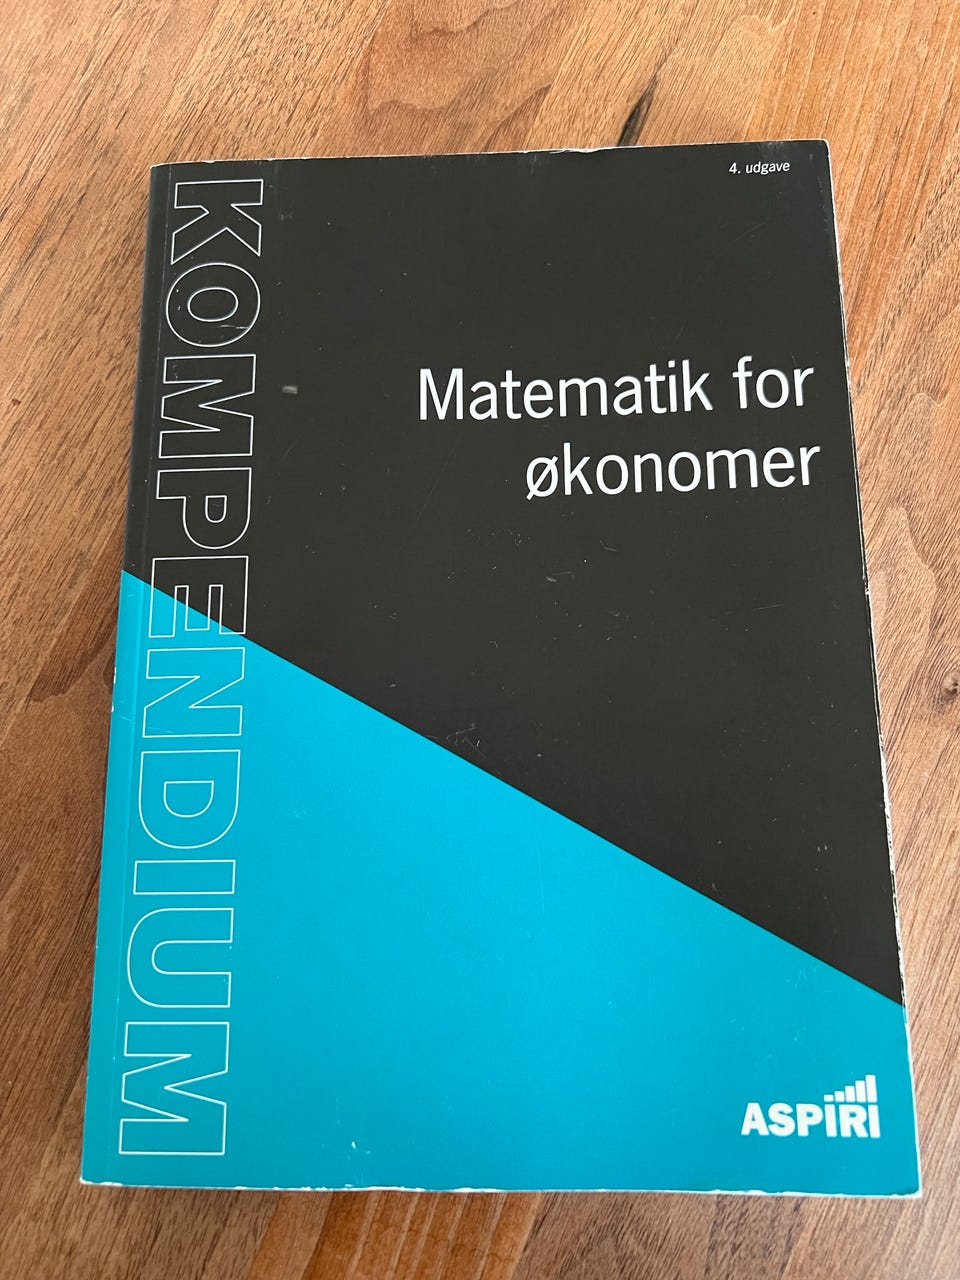 4. udgave
KOMPENDIUM
Matematik for
økonomer
ASPIRI